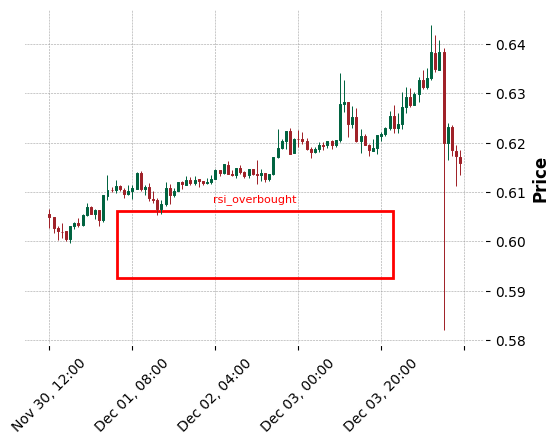 0.64
0.63
0.62
0.61
0.60
0.59
0.58
Price
rsi_overbought
Nov 30, 12:00
Dec 01, 08:00
Dec 02, 04:00
Dec 03, 00:00
Dec 03, 20:00